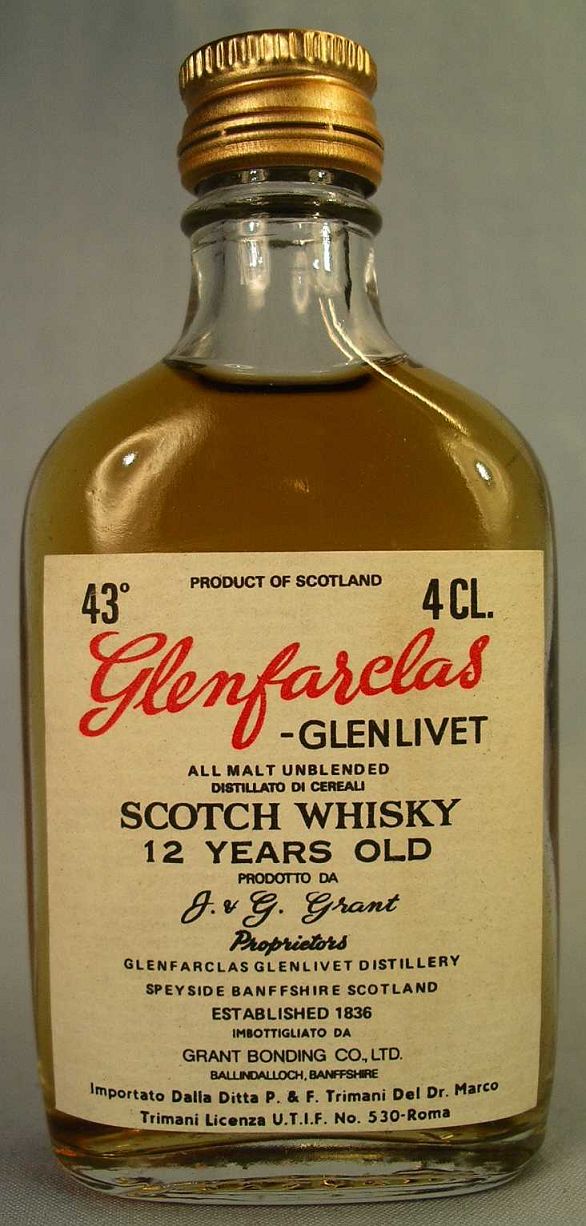 43° PRODUCT OF SCOTLAND 4 CL.
Glenfarclas
-GLENLIVET
ALL MALT UNBLENDED
DISTILLATO DI CEREALI
SCOTCH WHISKY
12 YEARS OLD
PRODOTTO DA
J. & G. Grant
Proprietors
GLENFARCLAS GLENLIVET DISTILLERY
SPEYSIDE BANFFSHIRE SCOTLAND
ESTABLISHED 1836
IMBOTTIGLIATO DA
GRANT BONDING CO., LTD.
BALLINDALLOCH, BANFFSHIRE
Importato Dalla Ditta P. & F. Trimani Del Dr. Marco
Trimani Licenza U.T.I.F. No. 530-Roma